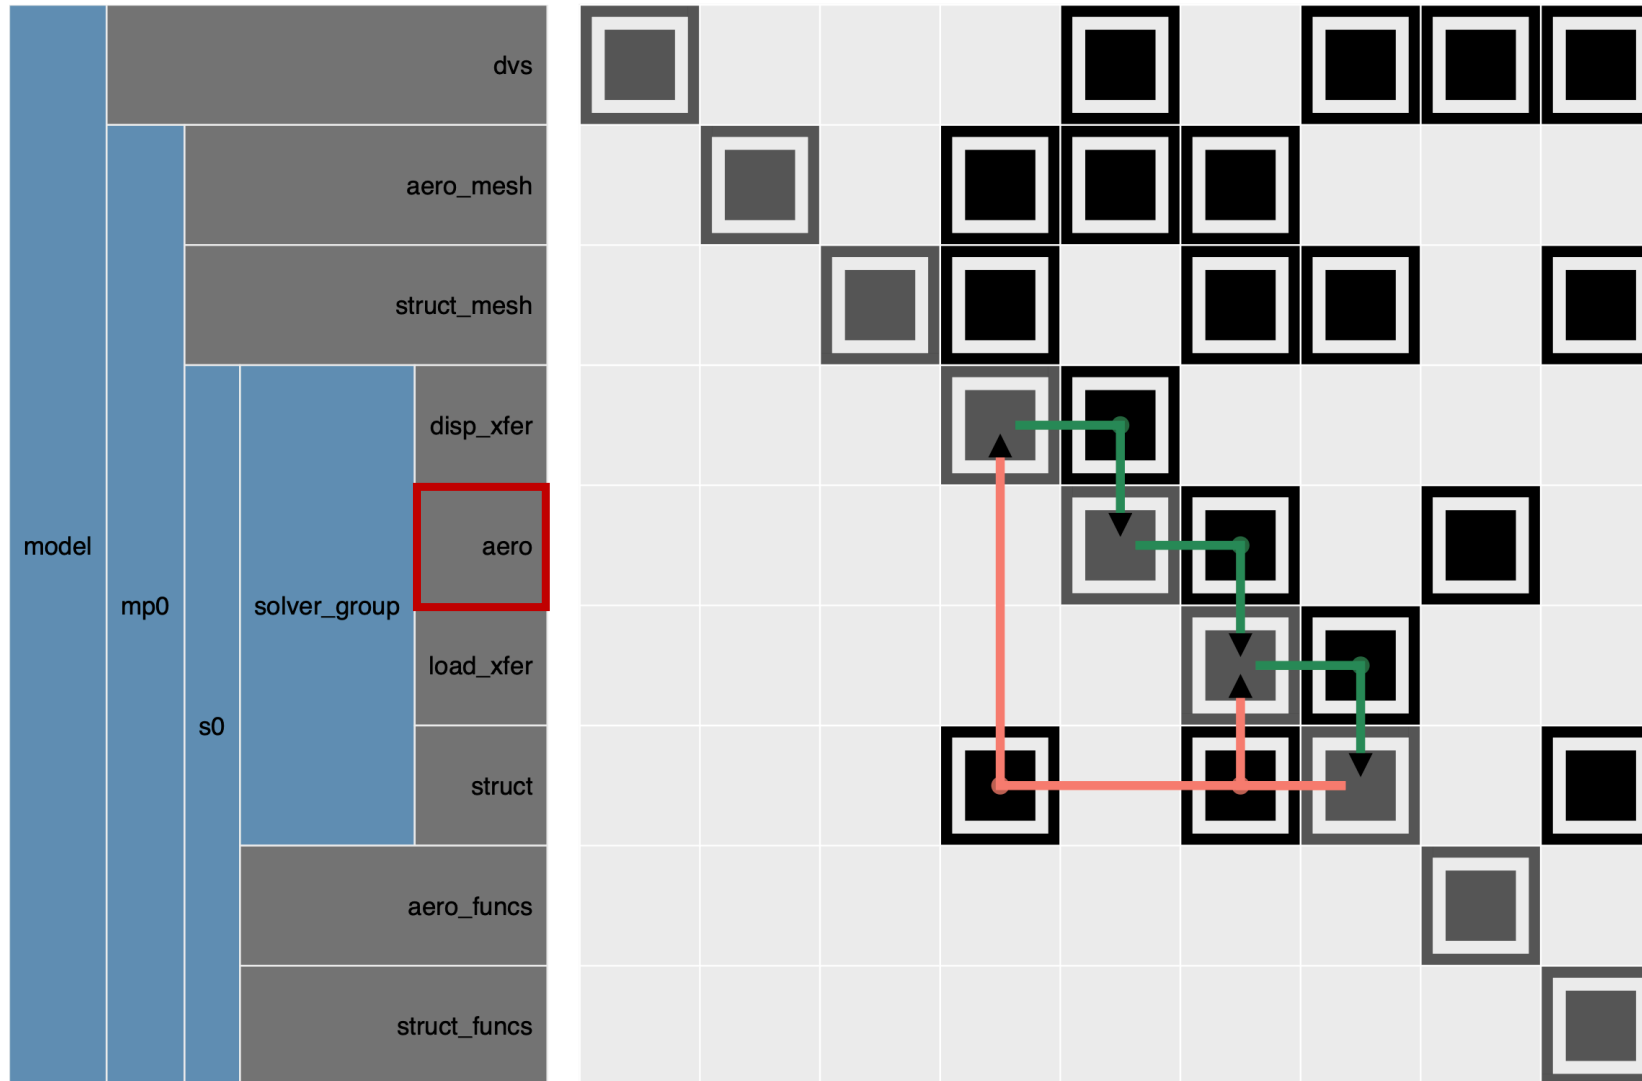 dvs
aero_mesh
struct_mesh
disp_xfer
model
aero
mp0
solver_group
load_xfer
s0
struct
aero_funcs
struct_funcs